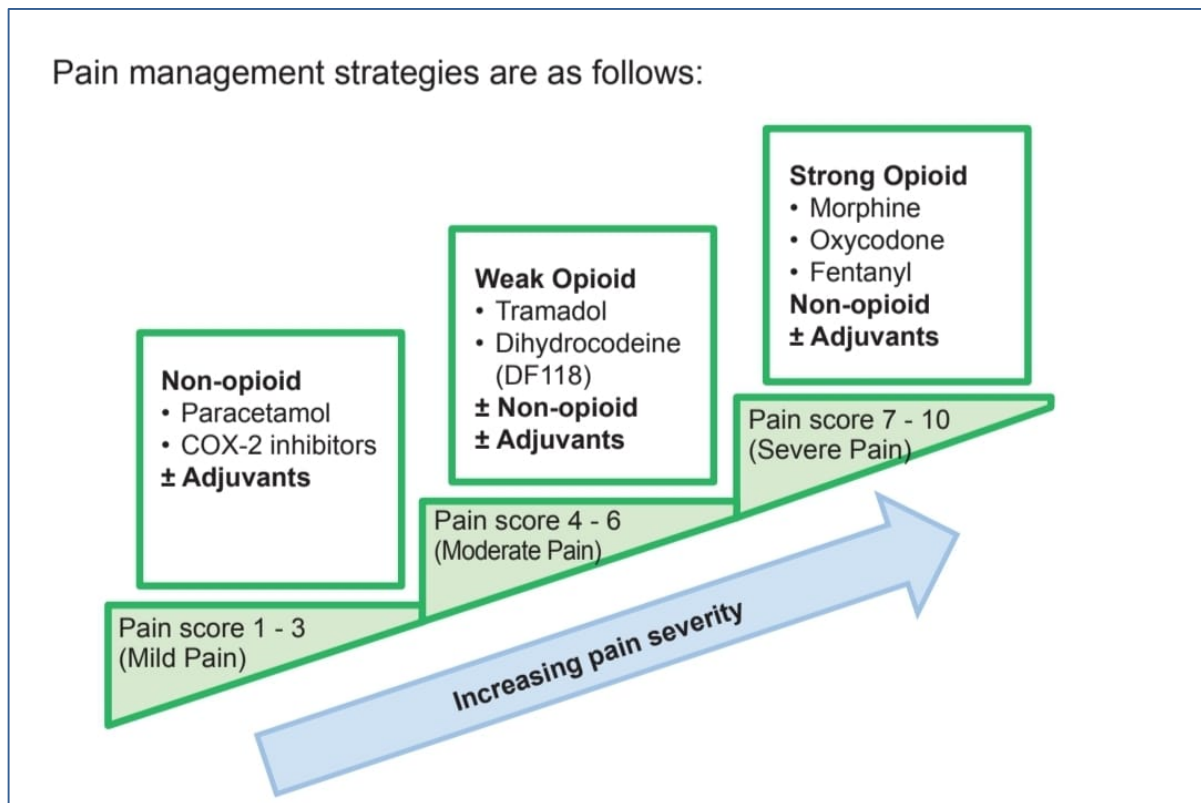 Pain management strategies are as follows:
Strong Opioid
• Morphine
• Oxycodone
• Fentanyl
Non-opioid
± Adjuvants
Weak Opioid
• Tramadol
• Dihydrocodeine
(DF118)
± Non-opioid
± Adjuvants
Non-opioid
• Paracetamol
• COX-2 inhibitors
± Adjuvants
Pain score 7 - 10
(Severe Pain)
Pain score 4 - 6
(Moderate Pain)
Pain score 1 - 3
(Mild Pain)
Increasing pain severity